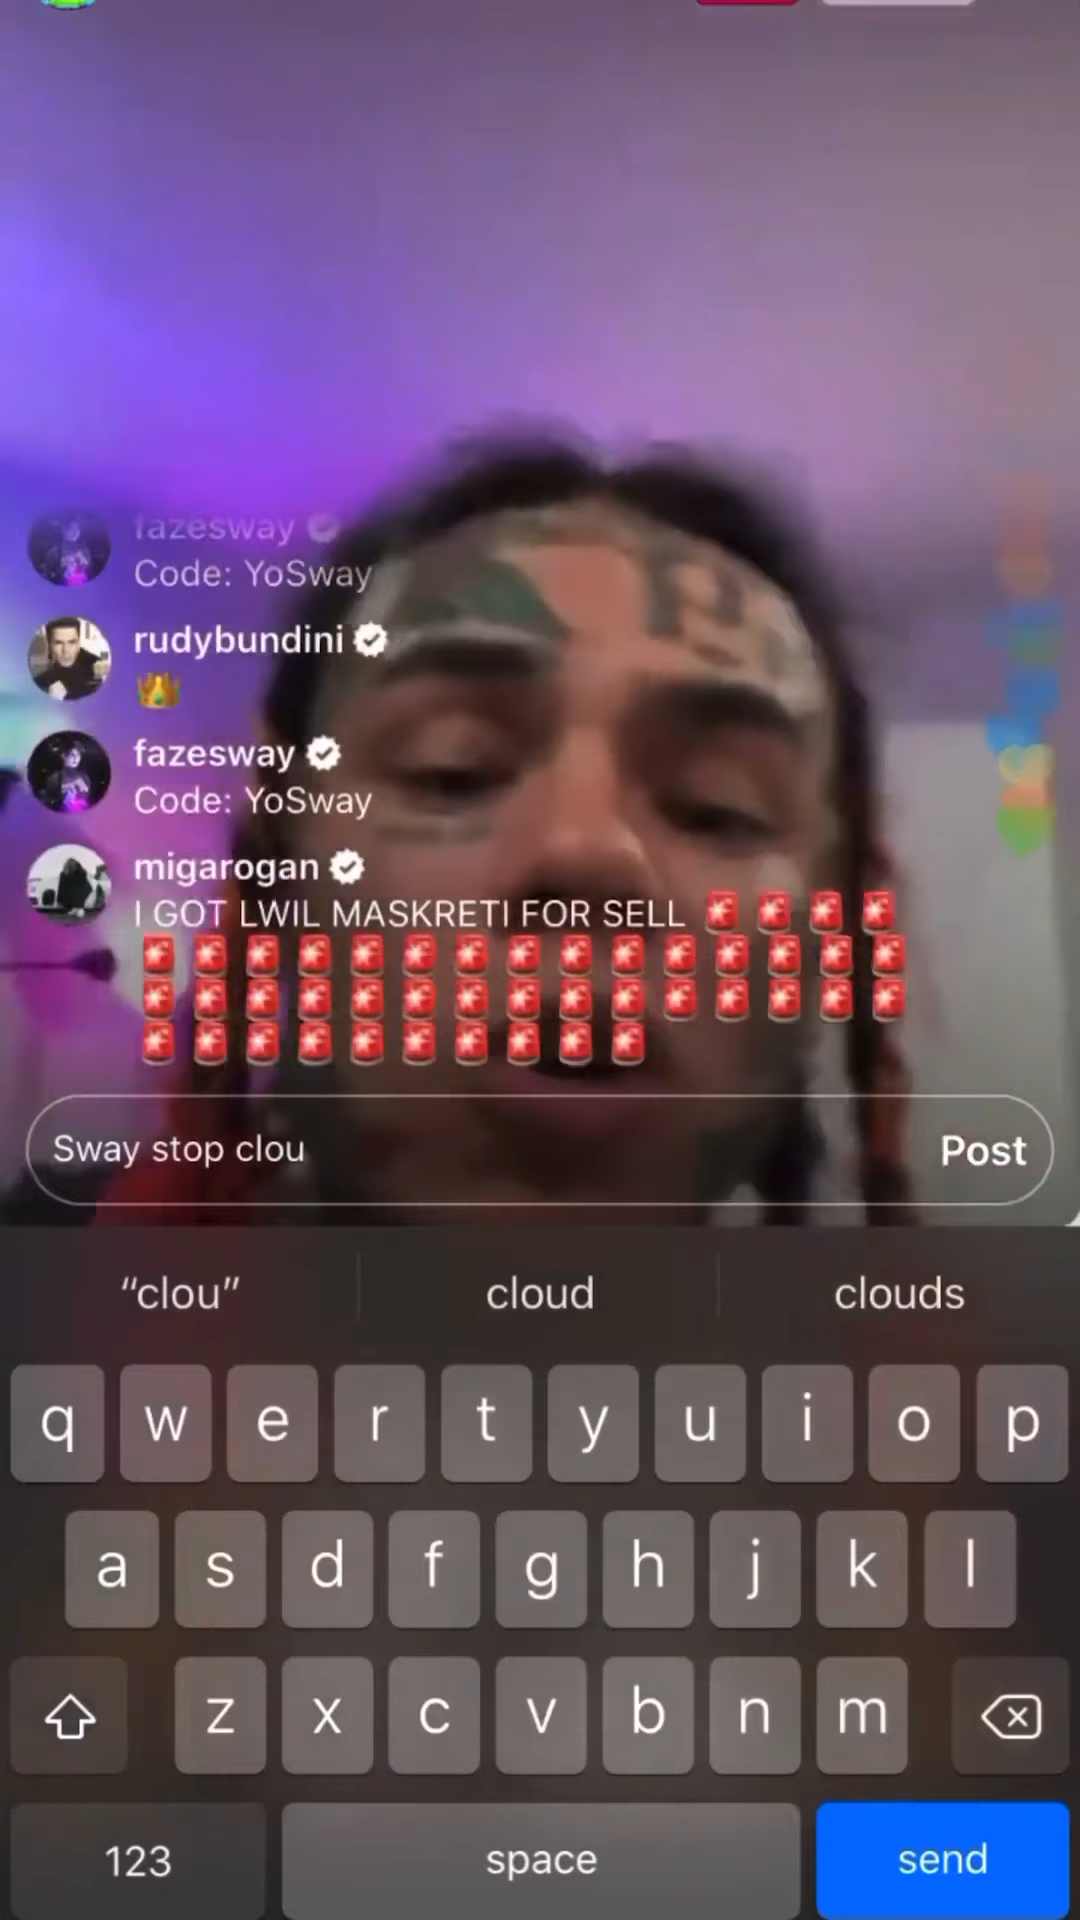 fazesway
Code: YoSway
rudybundini
👑
fazesway
Code: YoSway
migarogan
I GOT LWIL MASKRETI FOR SELL 🚨🚨🚨🚨
🚨🚨🚨🚨🚨🚨🚨🚨🚨🚨🚨🚨🚨🚨🚨
🚨🚨🚨🚨🚨🚨🚨🚨🚨🚨🚨🚨🚨🚨🚨
🚨🚨🚨🚨🚨🚨🚨🚨🚨🚨
Sway stop clou Post
“clou” cloud clouds
q w e r t y u i o p
a s d f g h j k l
z x c v b n m
123 space send